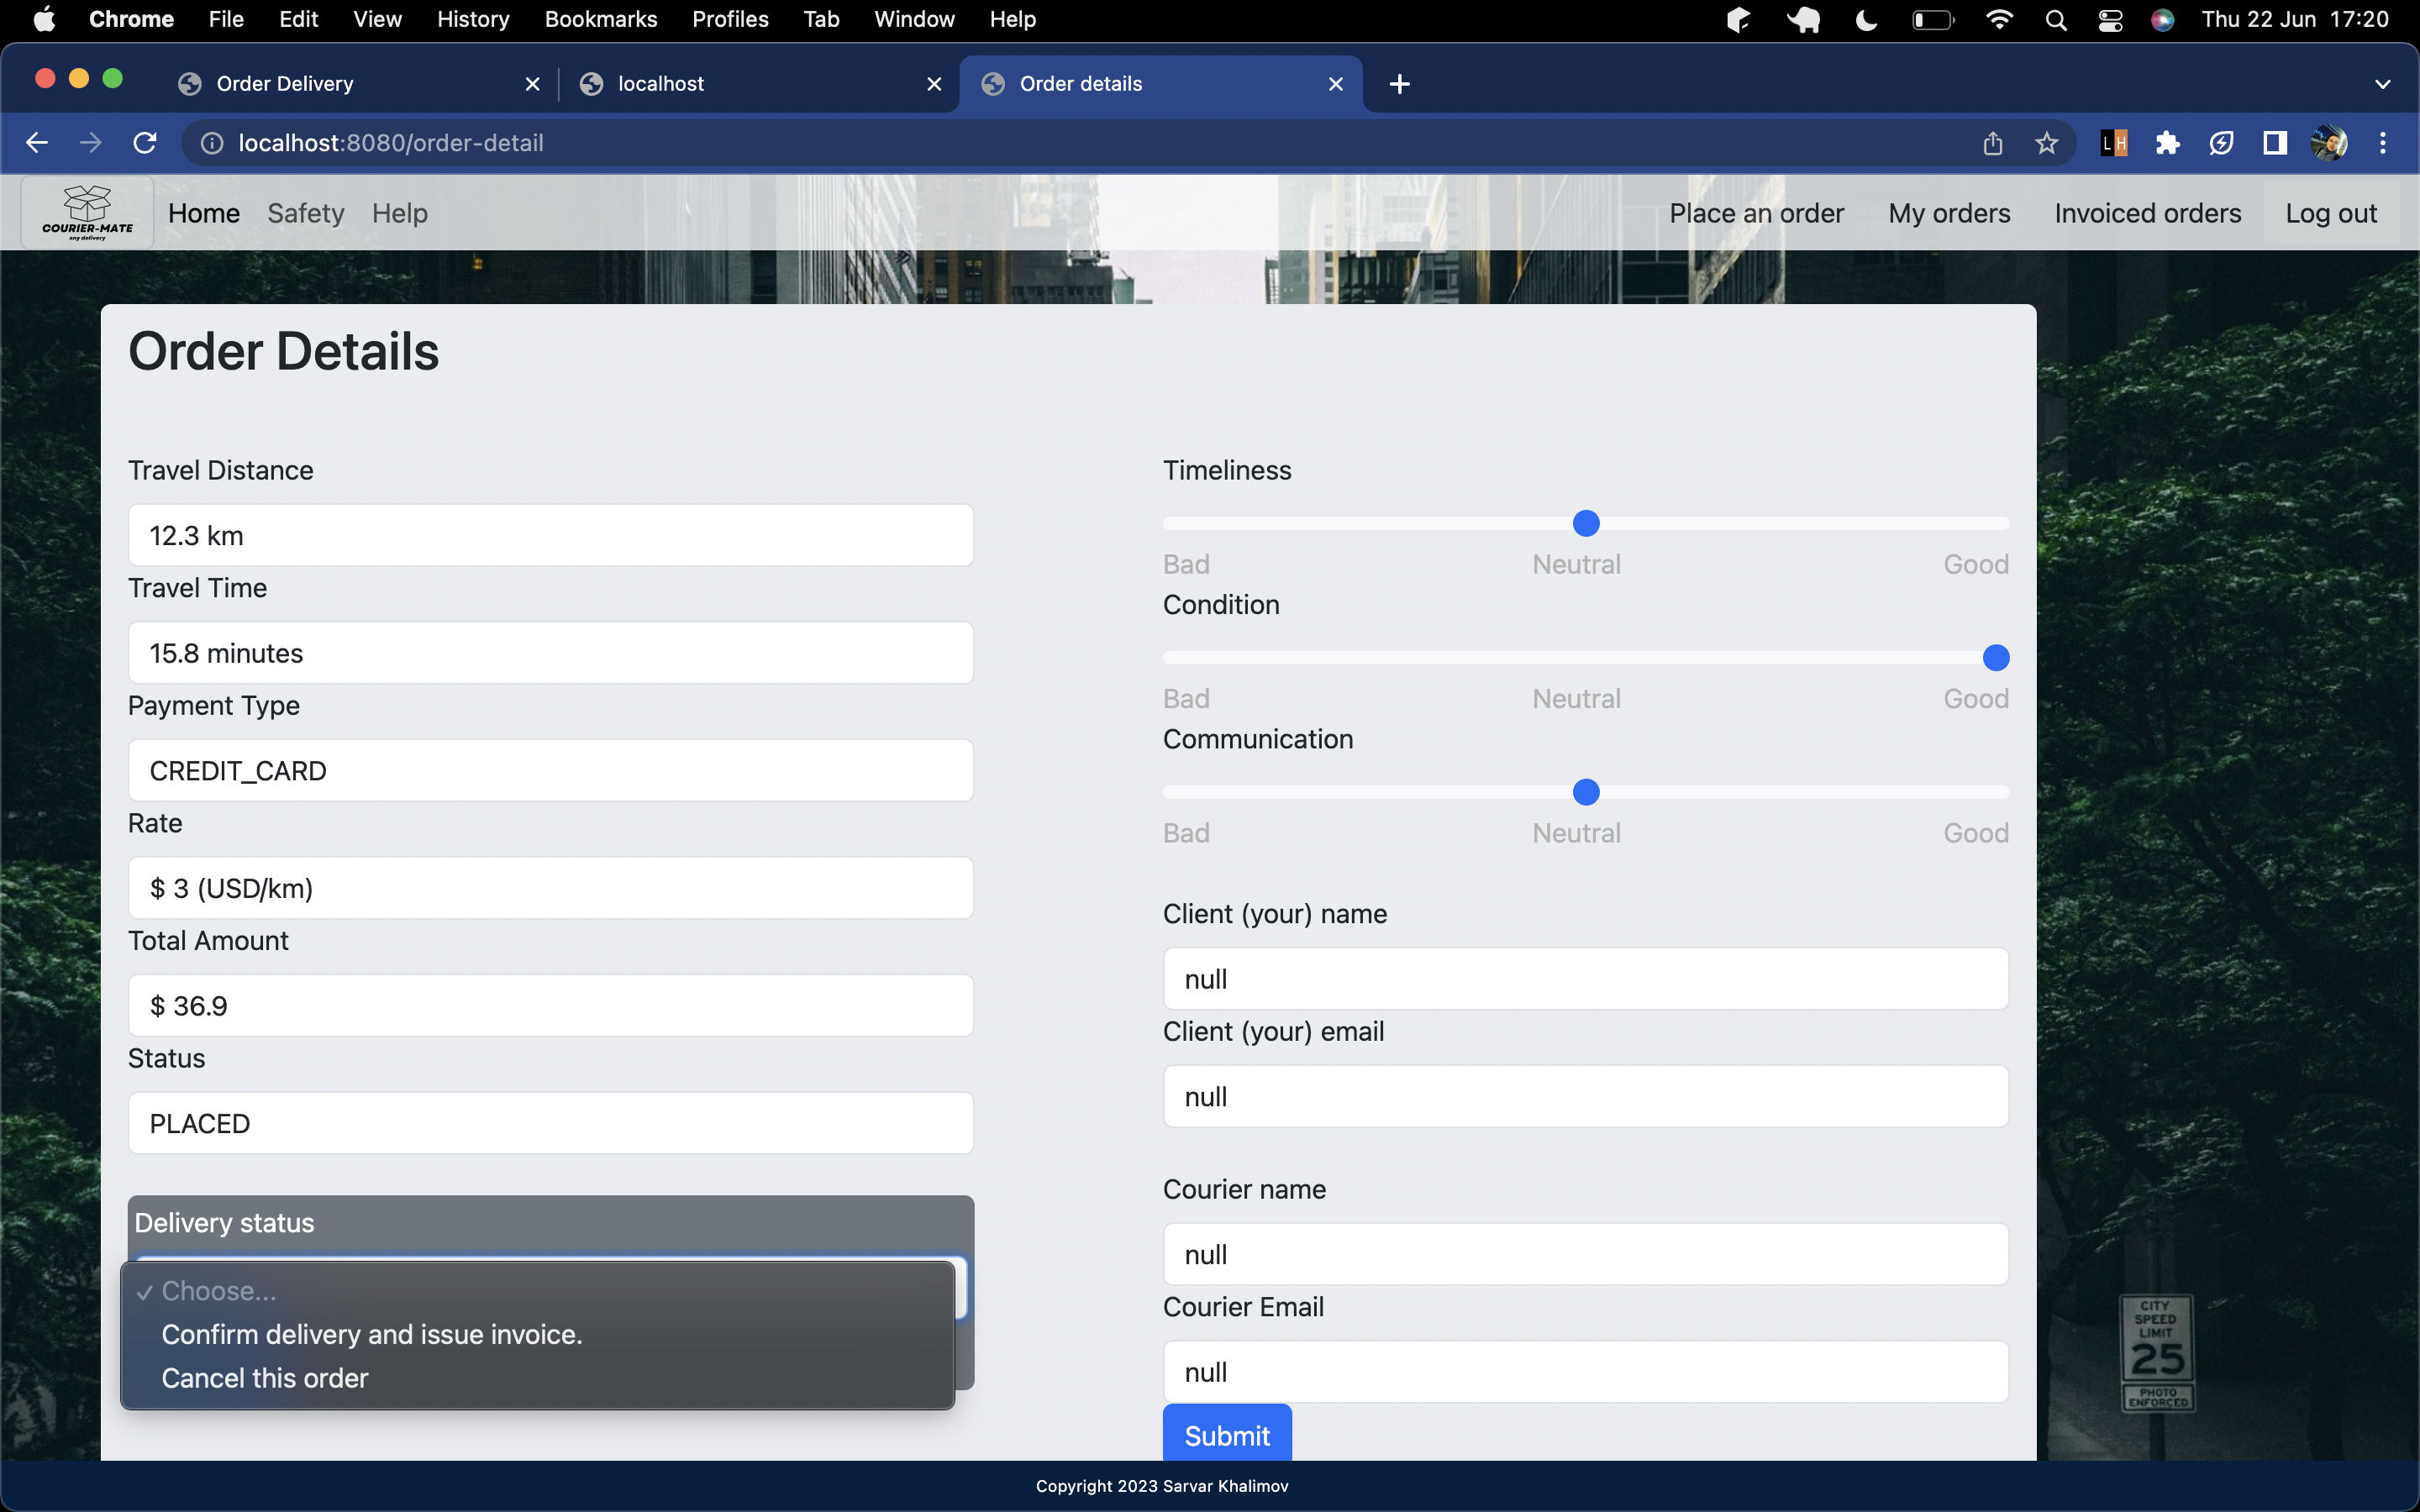 Chrome File Edit View History Bookmarks Profiles Tab Window Help Thu 22 Jun 17:20
Order Delivery localhost Order details
localhost:8080/order-detail LH
COURIER-MATE
any delivery
Home Safety Help Place an order My orders Invoiced orders Log out
Order Details
Travel Distance
12.3 km
Travel Time
15.8 minutes
Payment Type
CREDIT_CARD
Rate
$ 3 (USD/km)
Total Amount
$ 36.9
Status
PLACED
Delivery status
✓ Choose...
Confirm delivery and issue invoice.
Cancel this order
Timeliness
Bad Neutral Good
Condition
Bad Neutral Good
Communication
Bad Neutral Good
Client (your) name
null
Client (your) email
null
Courier name
null
Courier Email
null
Submit
CITY
SPEED
LIMIT
25
PHOTO
ENFORCED
Copyright 2023 Sarvar Khalimov